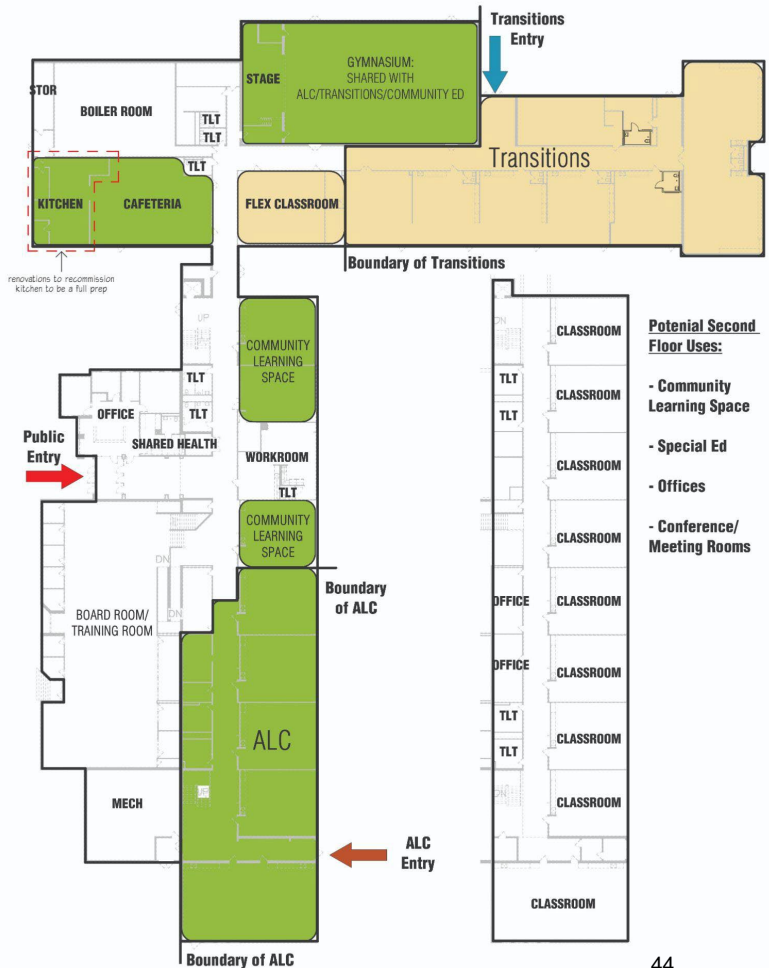 Transitions
Entry
STAGE
GYMNASIUM:
SHARED WITH
ALC/TRANSITIONS/COMMUNITY ED
STOR
BOILER ROOM
TLT
TLT
TLT
Transitions
KITCHEN
CAFETERIA
FLEX CLASSROOM
Boundary of Transitions
renovations to recommission
kitchen to be a full prep
UP
COMMUNITY
LEARNING
SPACE
TLT
OFFICE
TLT
SHARED HEALTH
Public
Entry
WORKROOM
TLT
COMMUNITY
LEARNING
SPACE
DN
Boundary
of ALC
BOARD ROOM/
TRAINING ROOM
DN
ALC
MECH
UP
ALC
Entry
Boundary of ALC
DN
CLASSROOM
TLT
CLASSROOM
TLT
CLASSROOM
CLASSROOM
OFFICE
CLASSROOM
OFFICE
CLASSROOM
TLT
CLASSROOM
TLT
DN
CLASSROOM
CLASSROOM
Potenial Second
Floor Uses:
- Community
Learning Space
- Special Ed
- Offices
- Conference/
Meeting Rooms
44